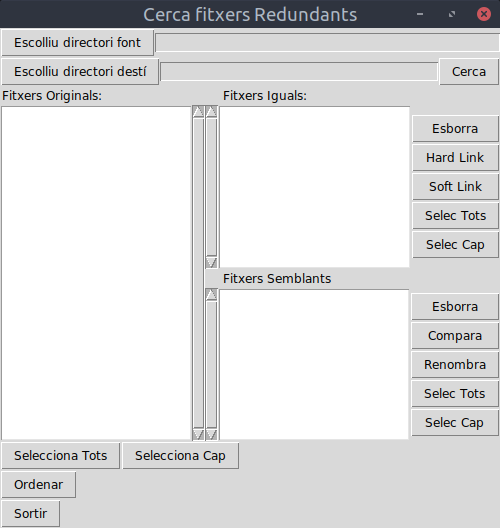 Cerca fitxers Redundants
Escolliu directori font
Escolliu directori destí
Cerca
Fitxers Originals:
Fitxers Iguals:
Esborra
Hard Link
Soft Link
Selec Tots
Selec Cap
Fitxers Semblants
Esborra
Compara
Renombra
Selec Tots
Selec Cap
Selecciona Tots
Selecciona Cap
Ordenar
Sortir